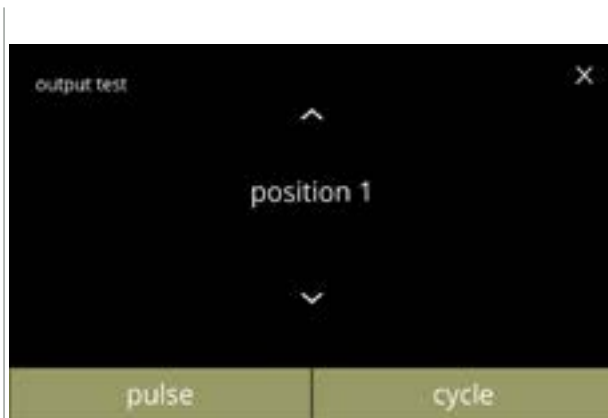 output test
position 1
pulse
cycle